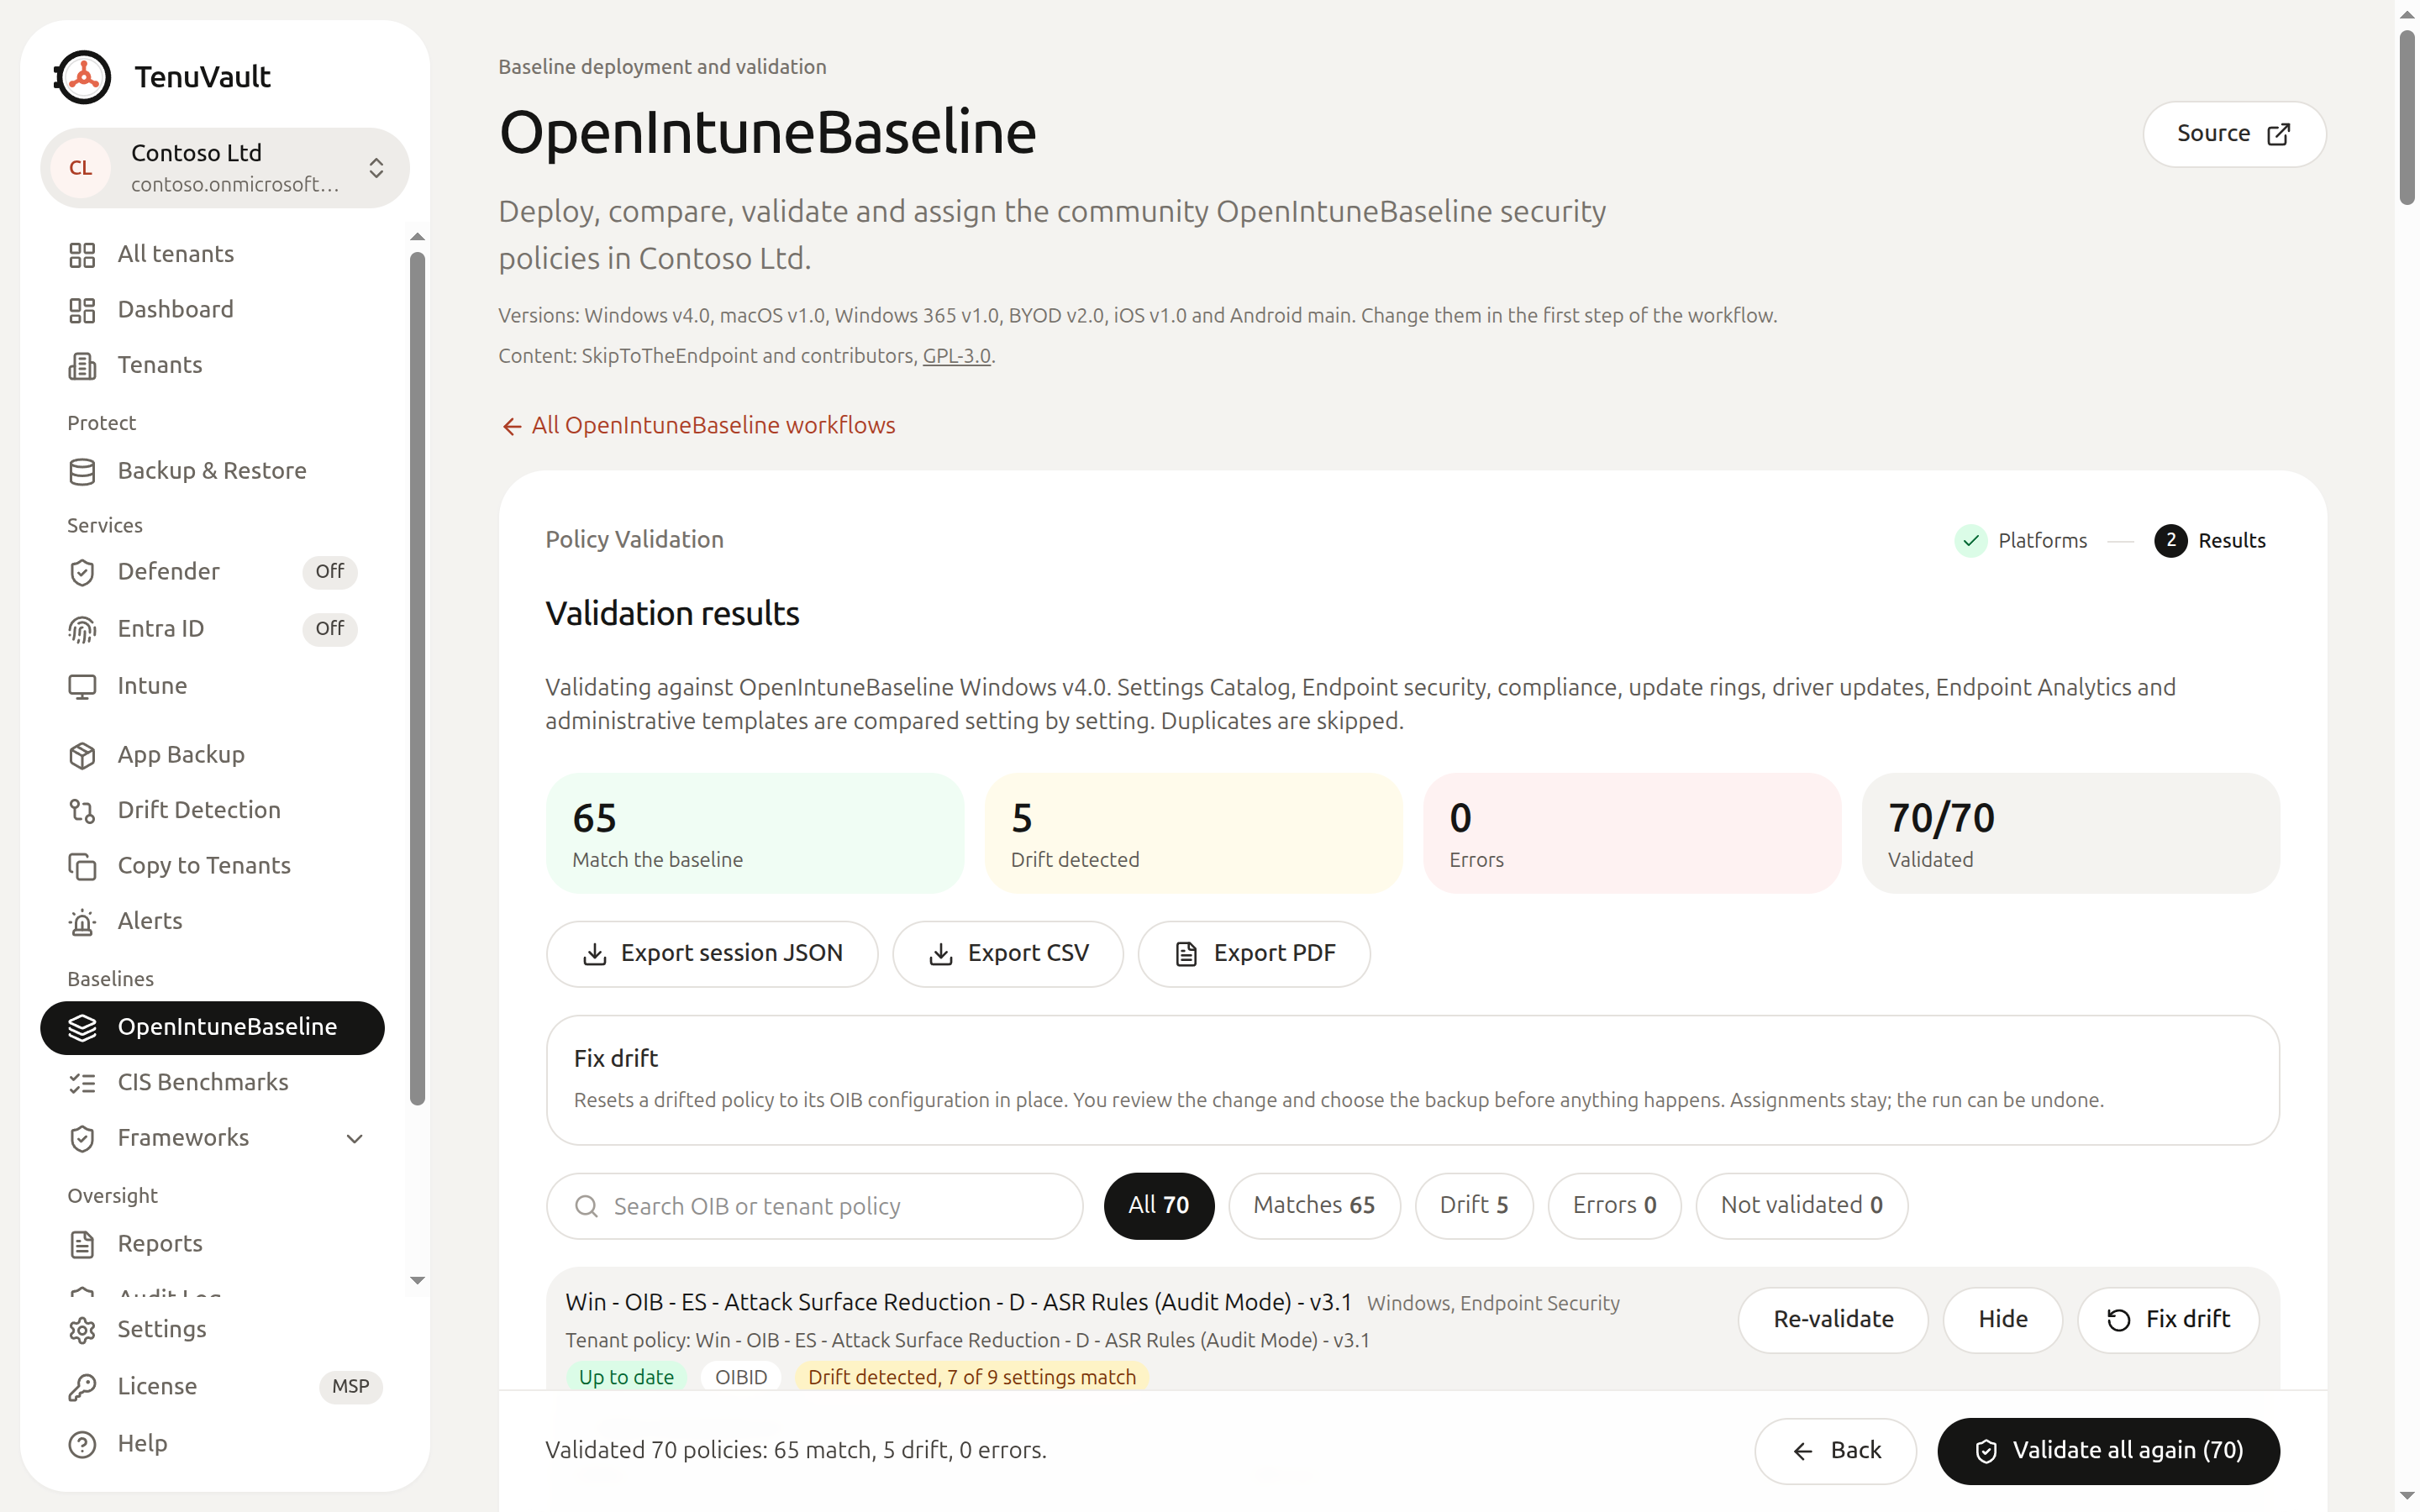 TenuVault
CL
Contoso Ltd
contoso.onmicrosoft...
All tenants
Dashboard
Tenants
Protect
Backup & Restore
Services
Defender
Off
Entra ID
Off
Intune
App Backup
Drift Detection
Copy to Tenants
Alerts
Baselines
OpenIntuneBaseline
CIS Benchmarks
Frameworks
Oversight
Reports
Audit Log
Settings
License
MSP
Help
Baseline deployment and validation
OpenIntuneBaseline
Source
Deploy, compare, validate and assign the community OpenIntuneBaseline security
policies in Contoso Ltd.
Versions: Windows v4.0, macOS v1.0, Windows 365 v1.0, BYOD v2.0, iOS v1.0 and Android main. Change them in the first step of the workflow.
Content: SkipToTheEndpoint and contributors, GPL-3.0.
All OpenIntuneBaseline workflows
Policy Validation
Platforms
2
Results
Validation results
Validating against OpenIntuneBaseline Windows v4.0. Settings Catalog, Endpoint security, compliance, update rings, driver updates, Endpoint Analytics and
administrative templates are compared setting by setting. Duplicates are skipped.
65
Match the baseline
5
Drift detected
0
Errors
70/70
Validated
Export session JSON
Export CSV
Export PDF
Fix drift
Resets a drifted policy to its OIB configuration in place. You review the change and choose the backup before anything happens. Assignments stay; the run can be undone.
Search OIB or tenant policy
All 70
Matches 65
Drift 5
Errors 0
Not validated 0
Win - OIB - ES - Attack Surface Reduction - D - ASR Rules (Audit Mode) - v3.1 Windows, Endpoint Security
Tenant policy: Win - OIB - ES - Attack Surface Reduction - D - ASR Rules (Audit Mode) - v3.1
Up to date
OIBID
Drift detected, 7 of 9 settings match
Re-validate
Hide
Fix drift
Validated 70 policies: 65 match, 5 drift, 0 errors.
Back
Validate all again (70)